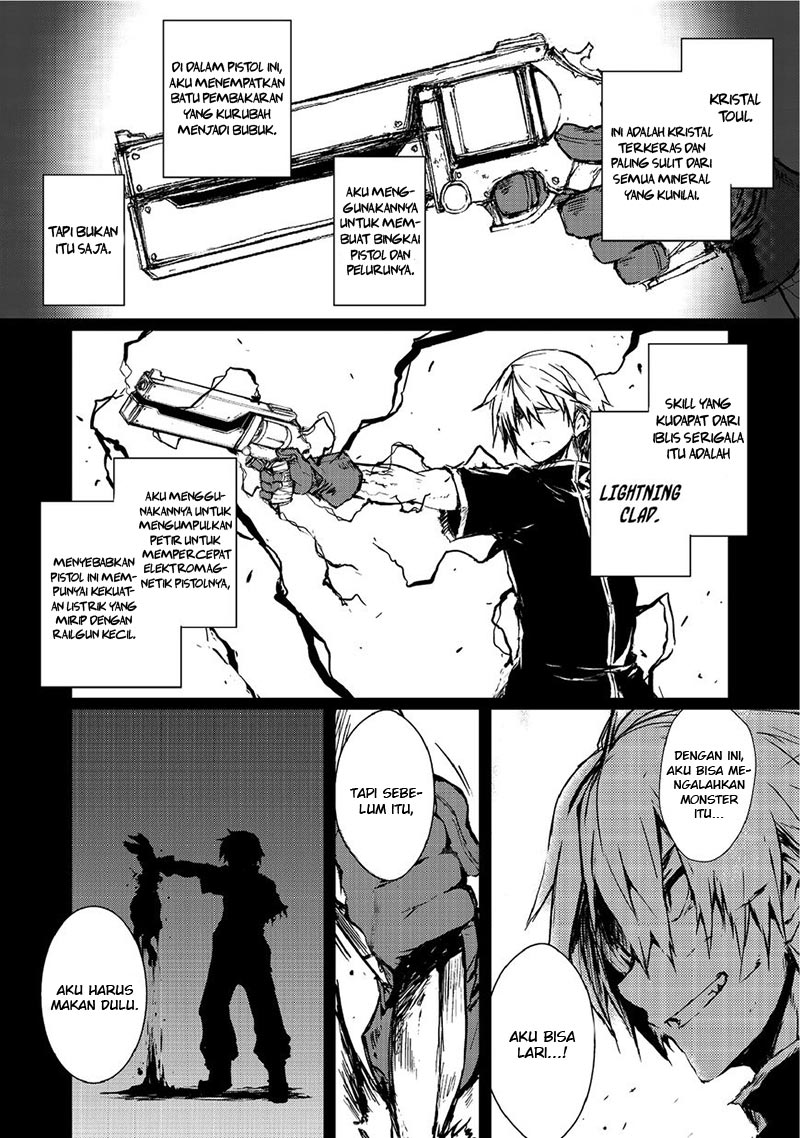 KRISTAL
TOUL.
INI ADALAH KRISTAL
TERKERAS DAN
PALING SULIT DARI
SEMUA MINERAL
YANG KUNILAI.
AKU MENG-
GUNAKANNYA
UNTUK MEM-
BUAT BINGKAI
PISTOL DAN
PELURUNYA.
DI DALAM PISTOL INI,
AKU MENEMPATKAN
BATU PEMBAKARAN
YANG KURUBAH
MENJADI BUBUK.
TAPI BUKAN
ITU SAJA.
SKILL YANG
KUDAPAT DARI
IBLIS SERIGALA
ITU ADALAH
LIGHTNING
CLAD.
AKU MENGGU-
NAKANNYA UNTUK
MENGUMPULKAN
PETIR UNTUK
MEMPERCEPAT
ELEKTROMAG-
NETIK PISTOLNYA,
MENYEBABKAN
PISTOL INI MEM-
PUNYAI KEKUAT-
AN LISTRIK YANG
MIRIP DENGAN
RAILGUN KECIL.
DENGAN INI,
AKU BISA ME-
NGALAHKAN
MONSTER
ITU...
AKU BISA
LARI...!
TAPI SEBE-
LUM ITU,
AKU HARUS
MAKAN DULU.